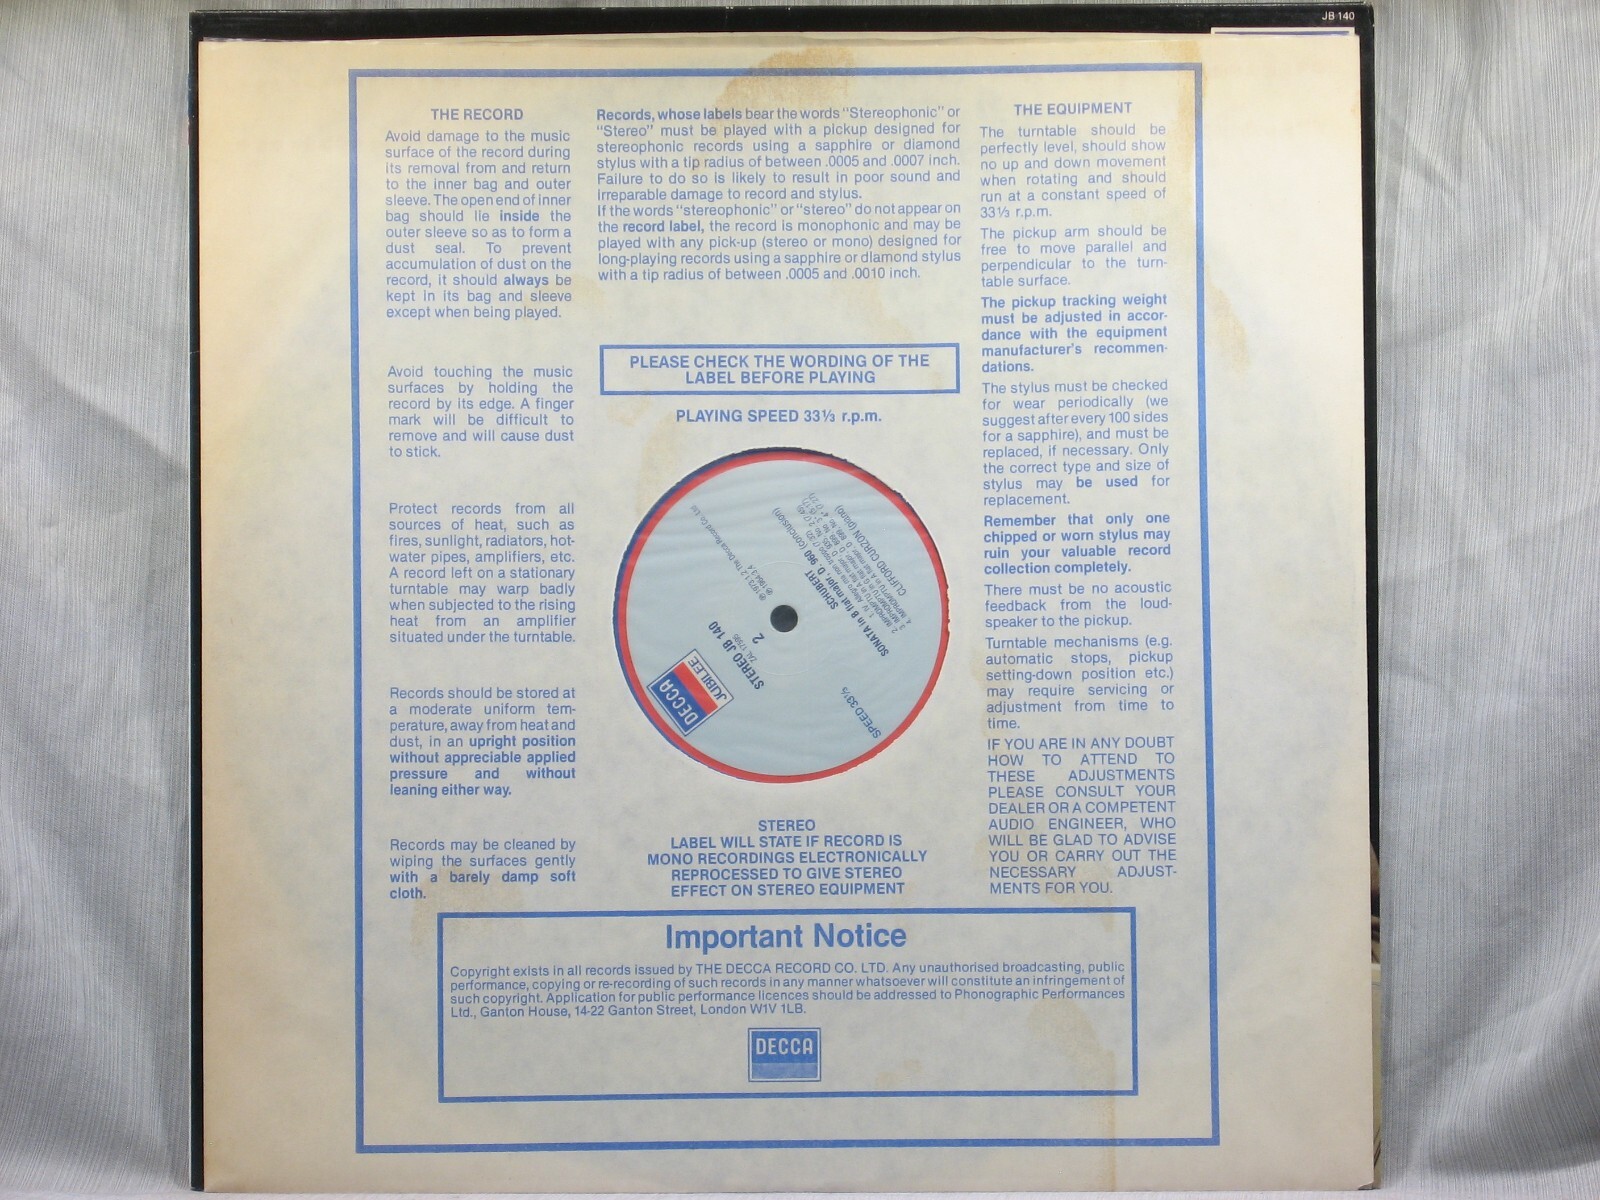 JB 140
THE RECORD
Avoid damage to the music
surface of the record during
its removal from and return
to the inner bag and outer
sleeve. The open end of inner
bag should lie inside the
outer sleeve so as to form a
dust seal. To prevent
accumulation of dust on the
record, it should always be
kept in its bag and sleeve
except when being played.
Avoid touching the music
surfaces by holding the
record by its edge. A finger
mark will be difficult to
remove and will cause dust
to stick.
Protect records from all
sources of heat, such as
fires, sunlight, radiators, hot-
water pipes, amplifiers, etc.
A record left on a stationary
turntable may warp badly
when subjected to the rising
heat from an amplifier
situated under the turntable.
Records should be stored at
a moderate uniform tem-
perature, away from heat and
dust, in an upright position
without appreciable applied
pressure and without
leaning either way.
Records may be cleaned by
wiping the surfaces gently
with a barely damp soft
cloth.
Records, whose labels bear the words "Stereophonic" or
"Stereo" must be played with a pickup designed for
stereophonic records using a sapphire or diamond
stylus with a tip radius of between .0005 and .0007 inch.
Failure to do so is likely to result in poor sound and
irreparable damage to record and stylus.
If the words "stereophonic" or "stereo" do not appear on
the record label, the record is monophonic and may be
played with any pick-up (stereo or mono) designed for
long-playing records using a sapphire or diamond stylus
with a tip radius of between .0005 and .0010 inch.
PLEASE CHECK THE WORDING OF THE
LABEL BEFORE PLAYING
PLAYING SPEED 33⅓ r.p.m.
DECCA
JUBILEE
STEREO JB 140
ZAL 17595
2
SPEED 33⅓
℗ 1973 1, 2 The Decca Record Co. Ltd.
℗ 1964 3, 4
SCHUBERT
SONATA in B flat major, D. 960 (conclusion)
CLIFFORD CURZON (piano)
STEREO
LABEL WILL STATE IF RECORD IS
MONO RECORDINGS ELECTRONICALLY
REPROCESSED TO GIVE STEREO
EFFECT ON STEREO EQUIPMENT
THE EQUIPMENT
The turntable should be
perfectly level, should show
no up and down movement
when rotating and should
run at a constant speed of
33⅓ r.p.m.
The pickup arm should be
free to move parallel and
perpendicular to the turn-
table surface.
The pickup tracking weight
must be adjusted in accor-
dance with the equipment
manufacturer's recommen-
dations.
The stylus must be checked
for wear periodically (we
suggest after every 100 sides
for a sapphire), and must be
replaced, if necessary. Only
the correct type and size of
stylus may be used for
replacement.
Remember that only one
chipped or worn stylus may
ruin your valuable record
collection completely.
There must be no acoustic
feedback from the loud-
speaker to the pickup.
Turntable mechanisms (e.g.
automatic stops, pickup
setting-down position etc.)
may require servicing or
adjustment from time to
time.
IF YOU ARE IN ANY DOUBT
HOW TO ATTEND TO
THESE ADJUSTMENTS
PLEASE CONSULT YOUR
DEALER OR A COMPETENT
AUDIO ENGINEER, WHO
WILL BE GLAD TO ADVISE
YOU OR CARRY OUT THE
NECESSARY ADJUST-
MENTS FOR YOU.
Important Notice
Copyright exists in all records issued by THE DECCA RECORD CO. LTD. Any unauthorised broadcasting, public
performance, copying or re-recording of such records in any manner whatsoever will constitute an infringement of
such copyright. Application for public performance licences should be addressed to Phonographic Performances
Ltd., Ganton House, 14-22 Ganton Street, London W1V 1LB.
DECCA